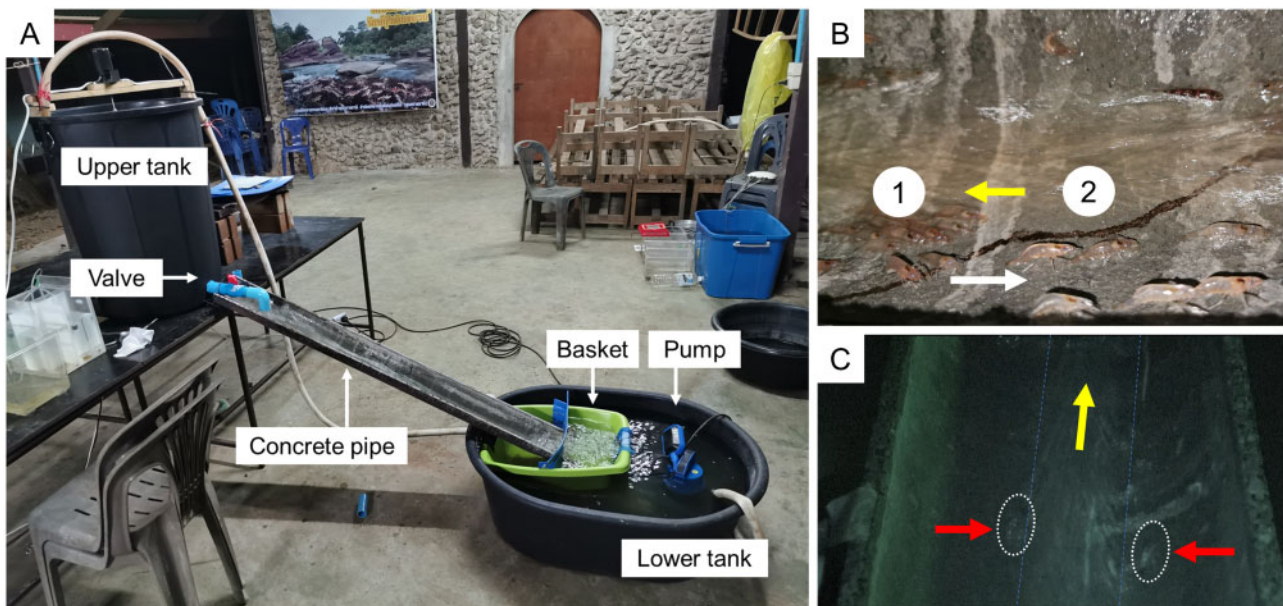 A
Upper tank
Valve
Concrete pipe
Basket
Pump
Lower tank
B
1
2
C